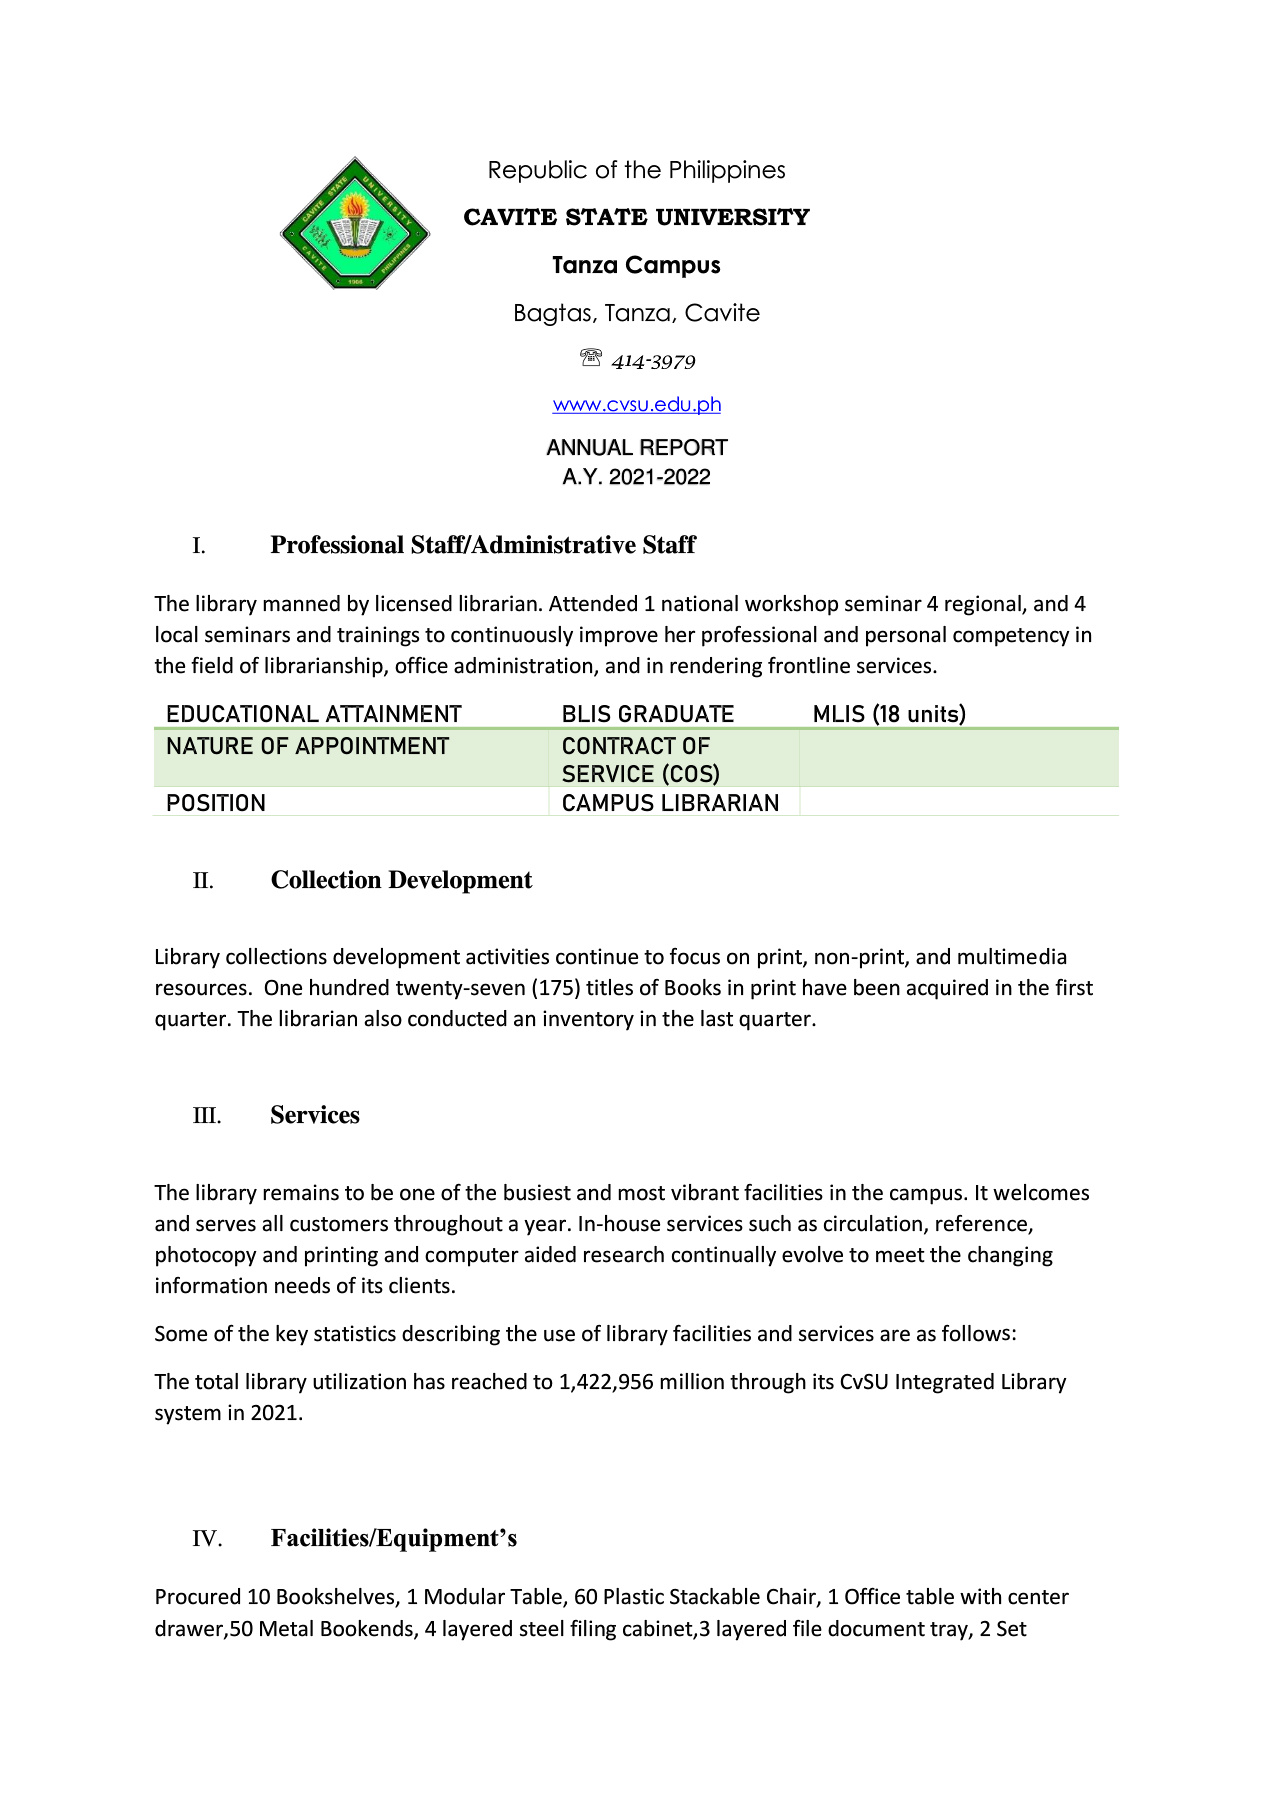 CAVITE STATE UNIVERSITY
CAVITE
PHILIPPINES
1906
Republic of the Philippines
CAVITE STATE UNIVERSITY
Tanza Campus
Bagtas, Tanza, Cavite
☏ 414-3979
www.cvsu.edu.ph
ANNUAL REPORT
A.Y. 2021-2022
I. Professional Staff/Administrative Staff
The library manned by licensed librarian. Attended 1 national workshop seminar 4 regional, and 4
local seminars and trainings to continuously improve her professional and personal competency in
the field of librarianship, office administration, and in rendering frontline services.
EDUCATIONAL ATTAINMENT BLIS GRADUATE MLIS (18 units)
NATURE OF APPOINTMENT CONTRACT OF
SERVICE (COS)
POSITION CAMPUS LIBRARIAN
II. Collection Development
Library collections development activities continue to focus on print, non-print, and multimedia
resources.  One hundred twenty-seven (175) titles of Books in print have been acquired in the first
quarter. The librarian also conducted an inventory in the last quarter.
III. Services
The library remains to be one of the busiest and most vibrant facilities in the campus. It welcomes
and serves all customers throughout a year. In-house services such as circulation, reference,
photocopy and printing and computer aided research continually evolve to meet the changing
information needs of its clients.
Some of the key statistics describing the use of library facilities and services are as follows:
The total library utilization has reached to 1,422,956 million through its CvSU Integrated Library
system in 2021.
IV. Facilities/Equipment’s
Procured 10 Bookshelves, 1 Modular Table, 60 Plastic Stackable Chair, 1 Office table with center
drawer,50 Metal Bookends, 4 layered steel filing cabinet,3 layered file document tray, 2 Set